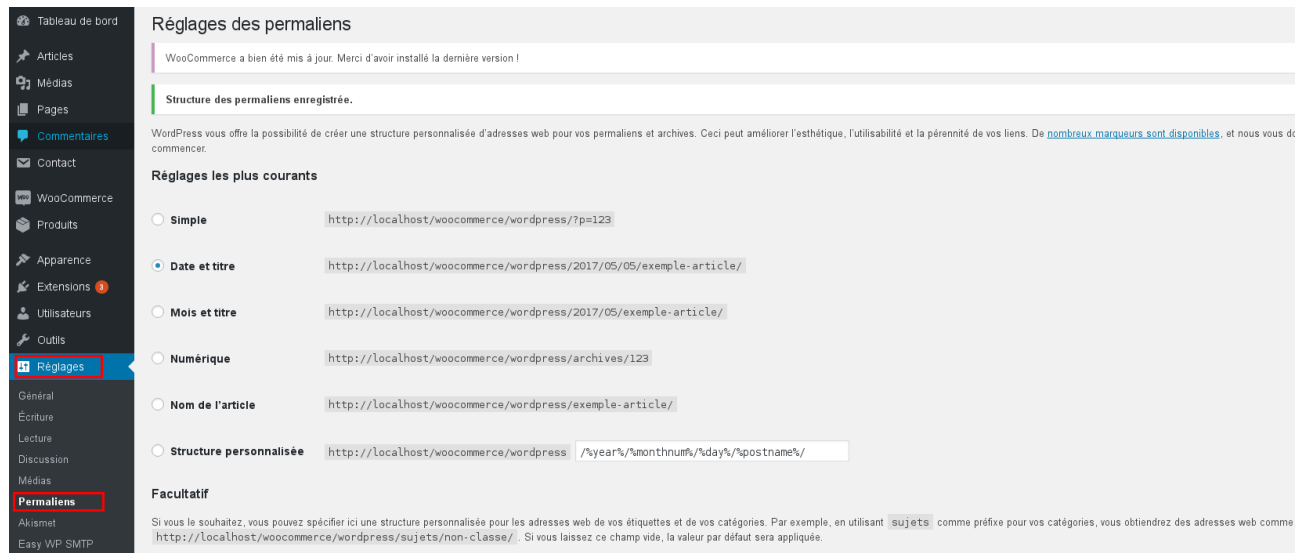 Tableau de bord
Articles
Médias
Pages
Commentaires
Contact
WooCommerce
Produits
Apparence
Extensions 3
Utilisateurs
Outils
Réglages
Général
Écriture
Lecture
Discussion
Médias
Permaliens
Akismet
Easy WP SMTP
Réglages des permaliens
WooCommerce a bien été mis à jour. Merci d'avoir installé la dernière version !
Structure des permaliens enregistrée.
WordPress vous offre la possibilité de créer une structure personnalisée d'adresses web pour vos permaliens et archives. Ceci peut améliorer l'esthétique, l'utilisabilité et la pérennité de vos liens. De nombreux marqueurs sont disponibles, et nous vous do
commencer.
Réglages les plus courants
Simple http://localhost/woocommerce/wordpress/?p=123
Date et titre http://localhost/woocommerce/wordpress/2017/05/05/exemple-article/
Mois et titre http://localhost/woocommerce/wordpress/2017/05/exemple-article/
Numérique http://localhost/woocommerce/wordpress/archives/123
Nom de l'article http://localhost/woocommerce/wordpress/exemple-article/
Structure personnalisée http://localhost/woocommerce/wordpress /%year%/%monthnum%/%day%/%postname%/
Facultatif
Si vous le souhaitez, vous pouvez spécifier ici une structure personnalisée pour les adresses web de vos étiquettes et de vos catégories. Par exemple, en utilisant sujets comme préfixe pour vos catégories, vous obtiendrez des adresses web comme
http://localhost/woocommerce/wordpress/sujets/non-classe/ . Si vous laissez ce champ vide, la valeur par défaut sera appliquée.